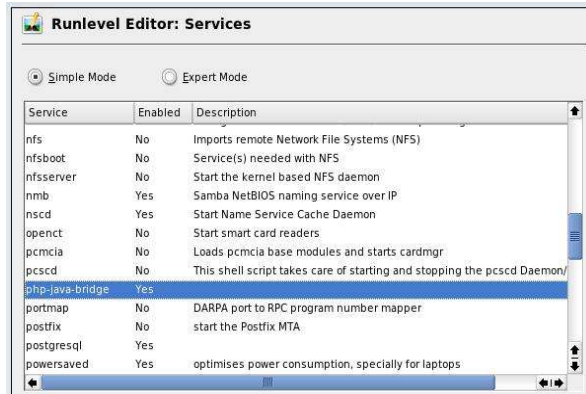 Runlevel Editor: Services
Simple Mode Expert Mode
Service Enabled Description
nfs No Imports remote Network File Systems (NFS)
nfsboot No Service(s) needed with NFS
nfsserver No Start the kernel based NFS daemon
nmb Yes Samba NetBIOS naming service over IP
nscd Yes Start Name Service Cache Daemon
openct No Start smart card readers
pcmcia No Loads pcmcia base modules and starts cardmgr
pcscd No This shell script takes care of starting and stopping the pcscd Daemon/
php-java-bridge Yes
portmap No DARPA port to RPC program number mapper
postfix No start the Postfix MTA
postgresql Yes
powersaved Yes optimises power consumption, specially for laptops